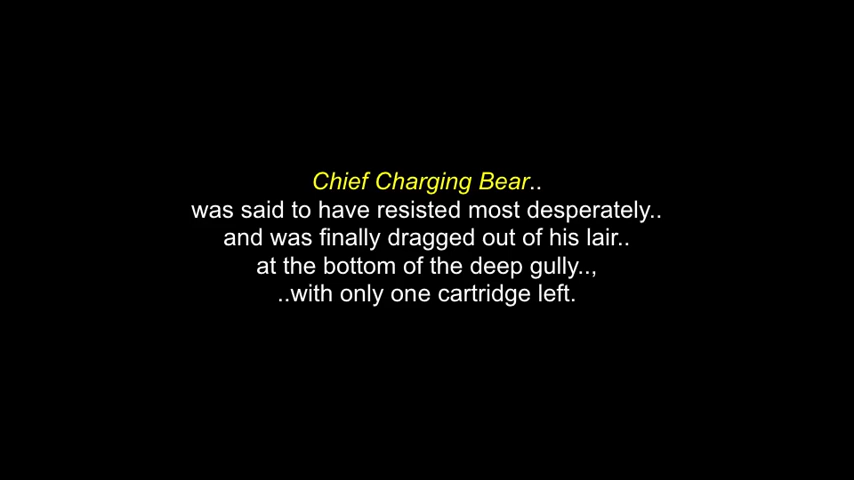 Chief Charging Bear..
was said to have resisted most desperately..
and was finally dragged out of his lair..
at the bottom of the deep gully..,
..with only one cartridge left.